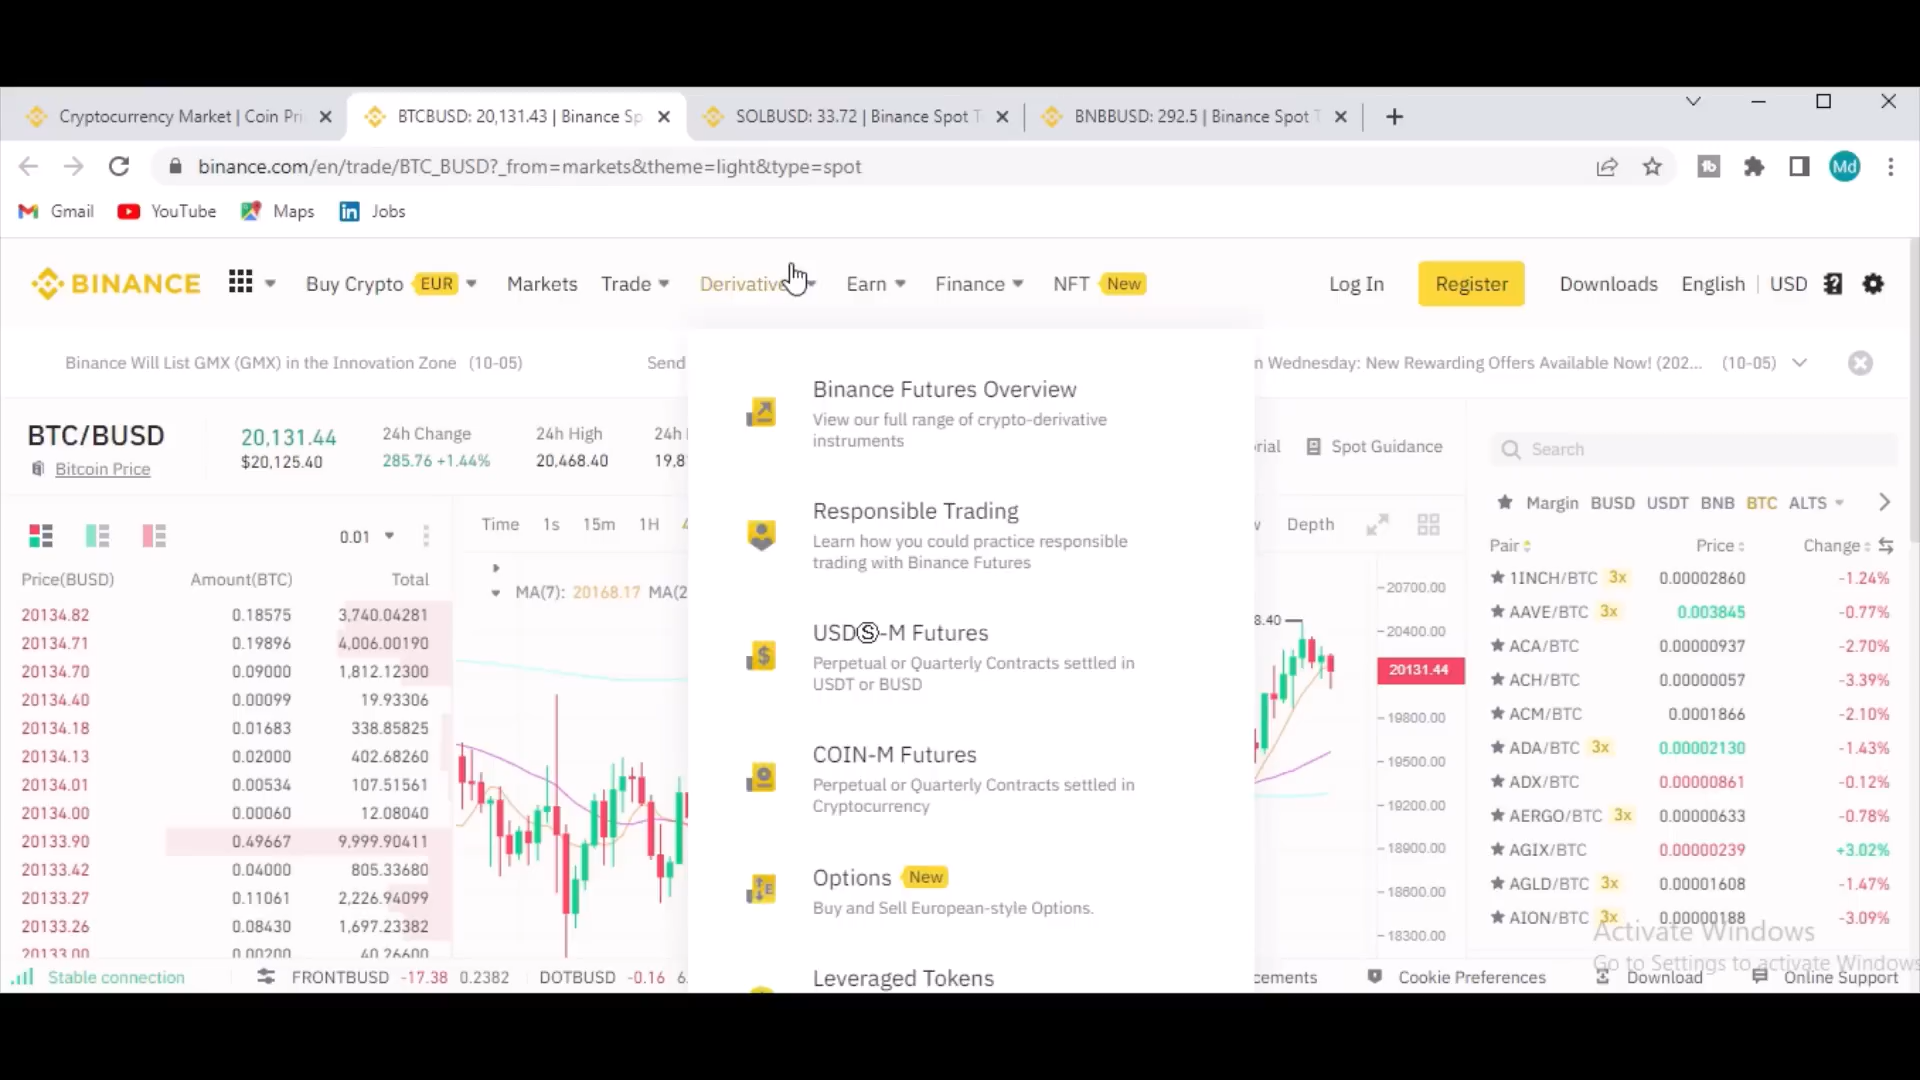 Cryptocurrency Market | Coin Pri
BTCBUSD: 20,131.43 | Binance Sp
SOLBUSD: 33.72 | Binance Spot T
BNBBUSD: 292.5 | Binance Spot T
binance.com/en/trade/BTC_BUSD?_from=markets&theme=light&type=spot
Md
Gmail YouTube Maps Jobs
BINANCE Buy Crypto EUR Markets Trade Derivative Earn Finance NFT New Log In Register Downloads English USD
Binance Will List GMX (GMX) in the Innovation Zone (10-05) Send
n Wednesday: New Rewarding Offers Available Now! (202... (10-05)
BTC/BUSD
Bitcoin Price
20,131.44
$20,125.40
24h Change
285.76 +1.44%
24h High
20,468.40
24h
19,8
Spot Guidance
Time 1s 15m 1H
Depth
MA(7): 20168.17 MA(2
0.01
Price(BUSD) Amount(BTC) Total
20134.82 0.18575 3,740.04281
20134.71 0.19896 4,006.00190
20134.70 0.09000 1,812.12300
20134.40 0.00099 19.93306
20134.18 0.01683 338.85825
20134.13 0.02000 402.68260
20134.01 0.00534 107.51561
20134.00 0.00060 12.08040
20133.90 0.49667 9,999.90411
20133.42 0.04000 805.33680
20133.27 0.11061 2,226.94099
20133.26 0.08430 1,697.23382
20133.00 0.00200 40.26600
Binance Futures Overview
View our full range of crypto-derivative
instruments
Responsible Trading
Learn how you could practice responsible
trading with Binance Futures
USDⓈ-M Futures
Perpetual or Quarterly Contracts settled in
USDT or BUSD
COIN-M Futures
Perpetual or Quarterly Contracts settled in
Cryptocurrency
Options New
Buy and Sell European-style Options.
Leveraged Tokens
8.40
20700.00
20400.00
20131.44
19800.00
19500.00
19200.00
18900.00
18600.00
18300.00
Search
Margin BUSD USDT BNB BTC ALTS
Pair Price Change
1INCH/BTC 3x 0.00002860 -1.24%
AAVE/BTC 3x 0.003845 -0.77%
ACA/BTC 0.00000937 -2.70%
ACH/BTC 0.00000057 -3.39%
ACM/BTC 0.0001866 -2.10%
ADA/BTC 3x 0.00002130 -1.43%
ADX/BTC 0.00000861 -0.12%
AERGO/BTC 3x 0.00000633 -0.78%
AGIX/BTC 0.00000239 +3.02%
AGLD/BTC 3x 0.00001608 -1.47%
AION/BTC 3x 0.00000188 -3.09%
Activate Windows
Go to Settings to activate Windows
Stable connection FRONTBUSD -17.38 0.2382 DOTBUSD -0.16 6.
cements Cookie Preferences Download Online Support